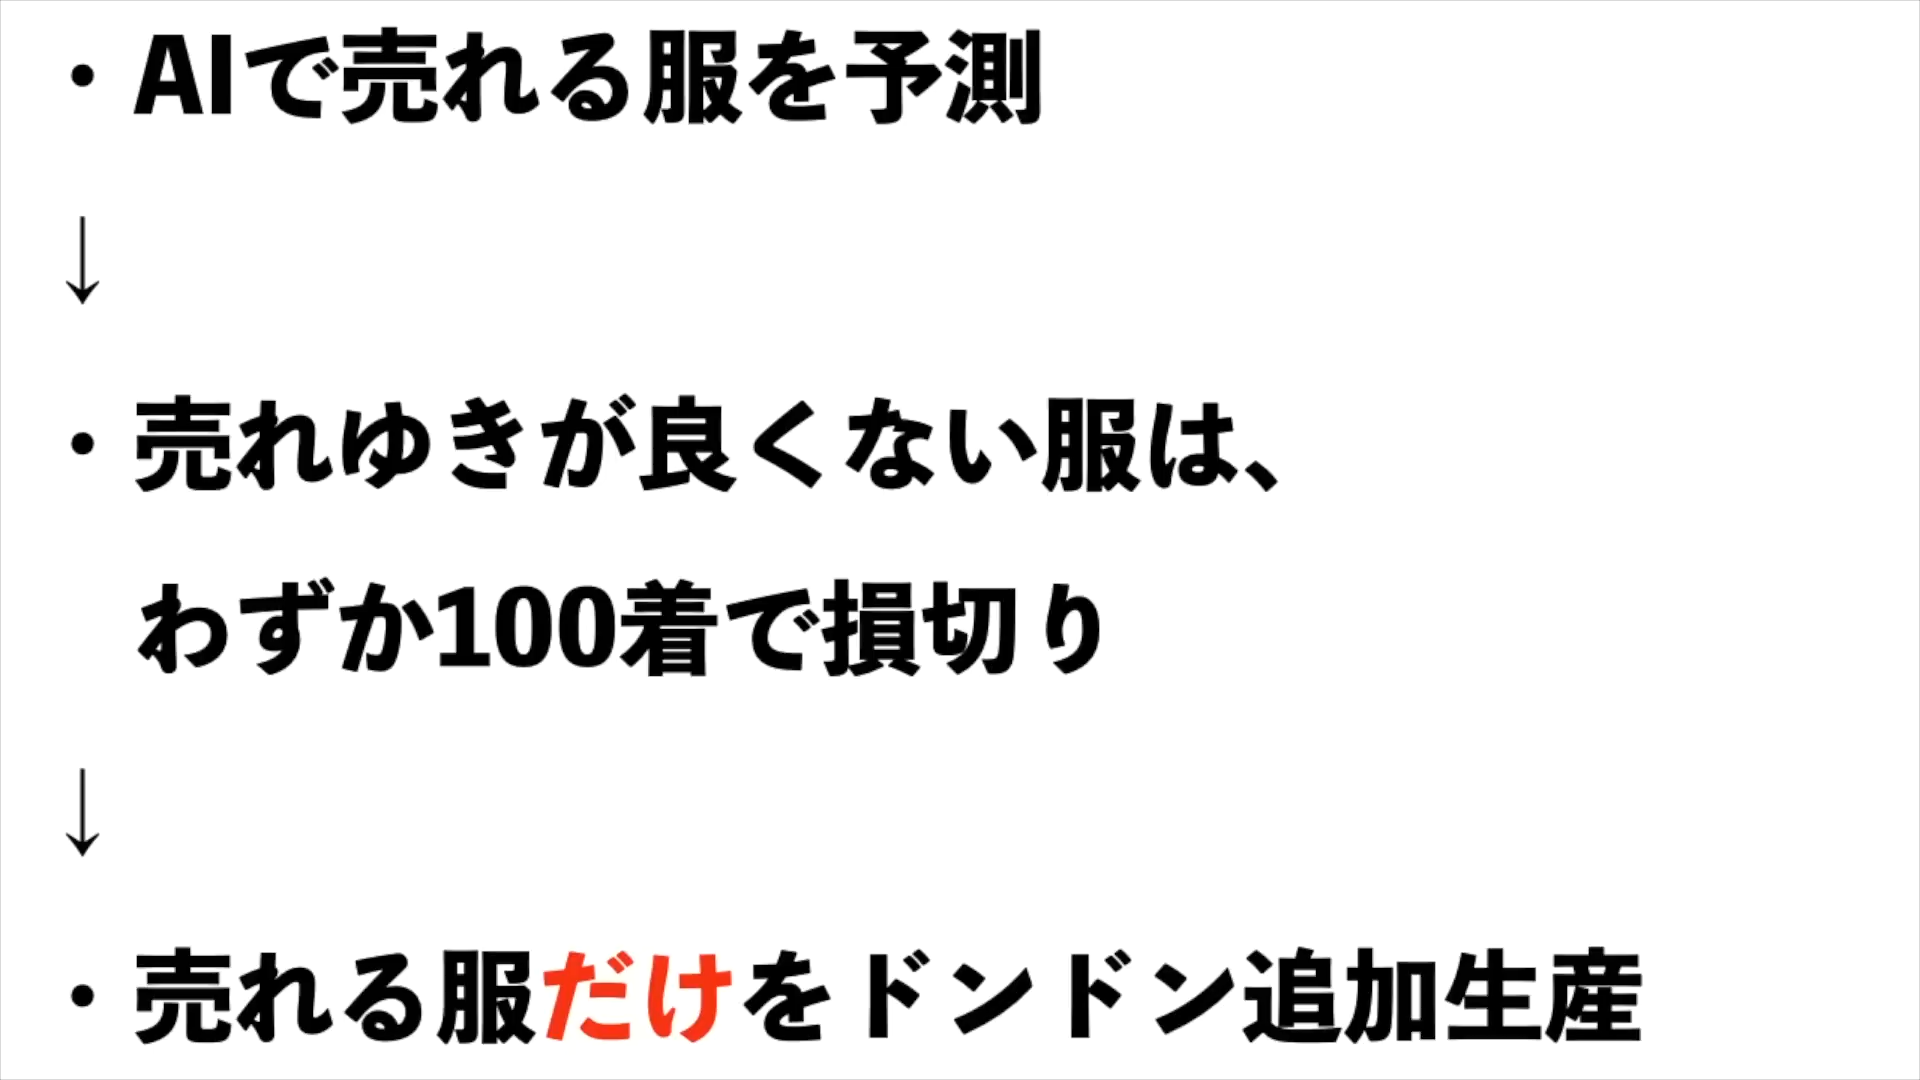 ・AIで売れる服を予測
↓
・売れゆきが良くない服は、
わずか100着で損切り
↓
・売れる服だけをドンドン追加生産